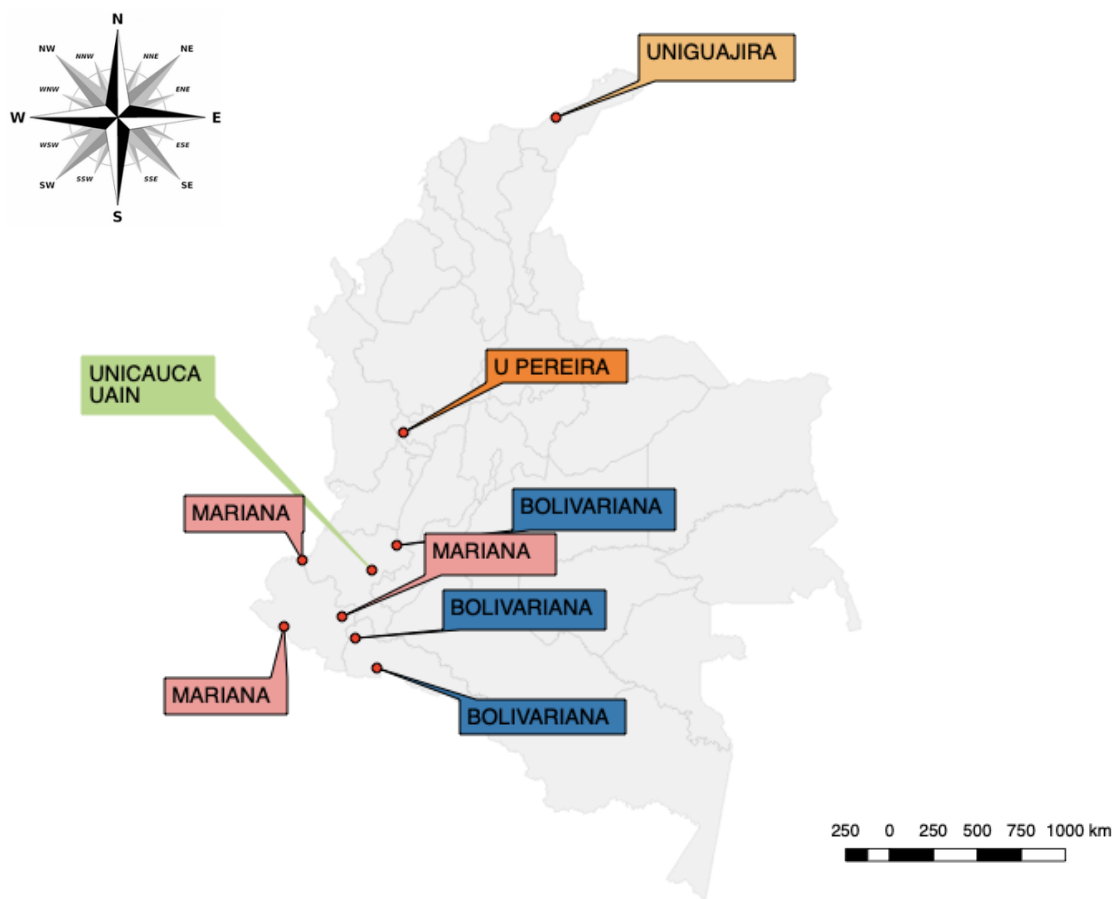 N
NNW
NNE
NW
NE
WNW
ENE
W
E
WSW
ESE
SW
SE
SSW
SSE
S
UNIGUAJIRA
U PEREIRA
UNICAUCA
UAIN
MARIANA
BOLIVARIANA
MARIANA
BOLIVARIANA
MARIANA
BOLIVARIANA
250 0 250 500 750 1000 km